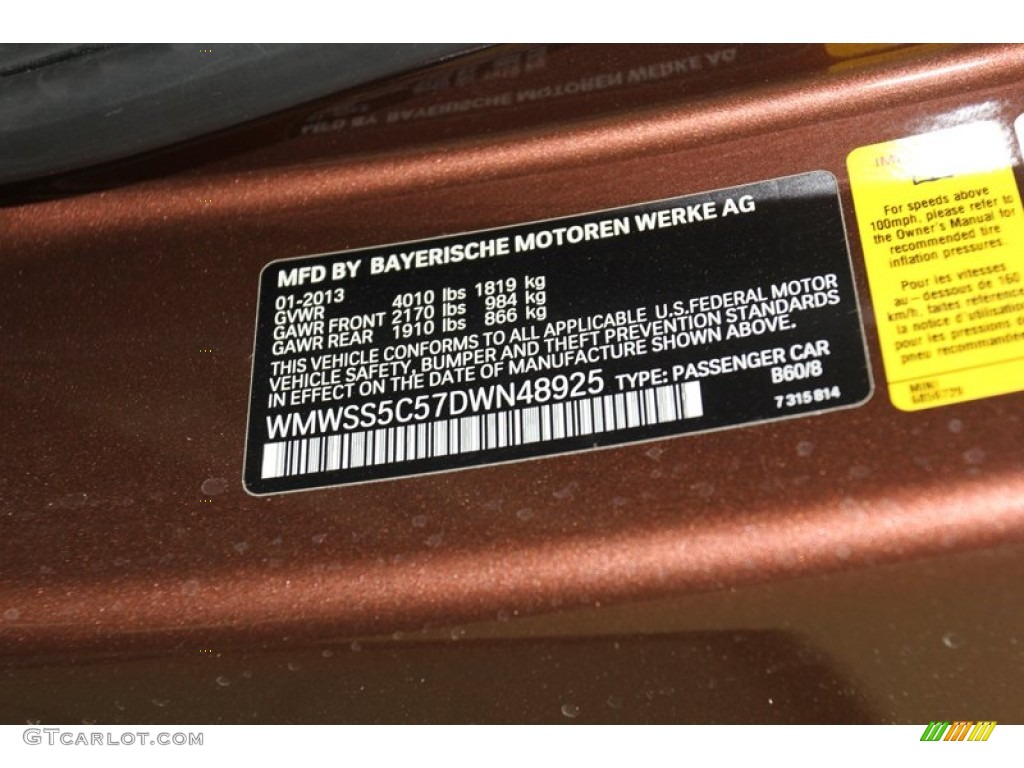 MFD BY BAYERISCHE MOTOREN WERKE AG
01-2013
GVWR 4010 lbs 1819 kg
GAWR FRONT 2170 lbs 984 kg
GAWR REAR 1910 lbs 866 kg
THIS VEHICLE CONFORMS TO ALL APPLICABLE U.S.FEDERAL MOTOR
VEHICLE SAFETY, BUMPER AND THEFT PREVENTION STANDARDS
IN EFFECT ON THE DATE OF MANUFACTURE SHOWN ABOVE.
WMWSS5C57DWN48925 TYPE: PASSENGER CAR
B60/8
7 315 814
For speeds above
100mph, please refer to
the Owner's Manual for
recommended tire
inflation pressures.
Pour les vitesses
au-dessous de 160
km/h, faites référence
la notice d'utilisation
pour les pressions de
pneu recommandée
MINI
GTCARLOT.COM